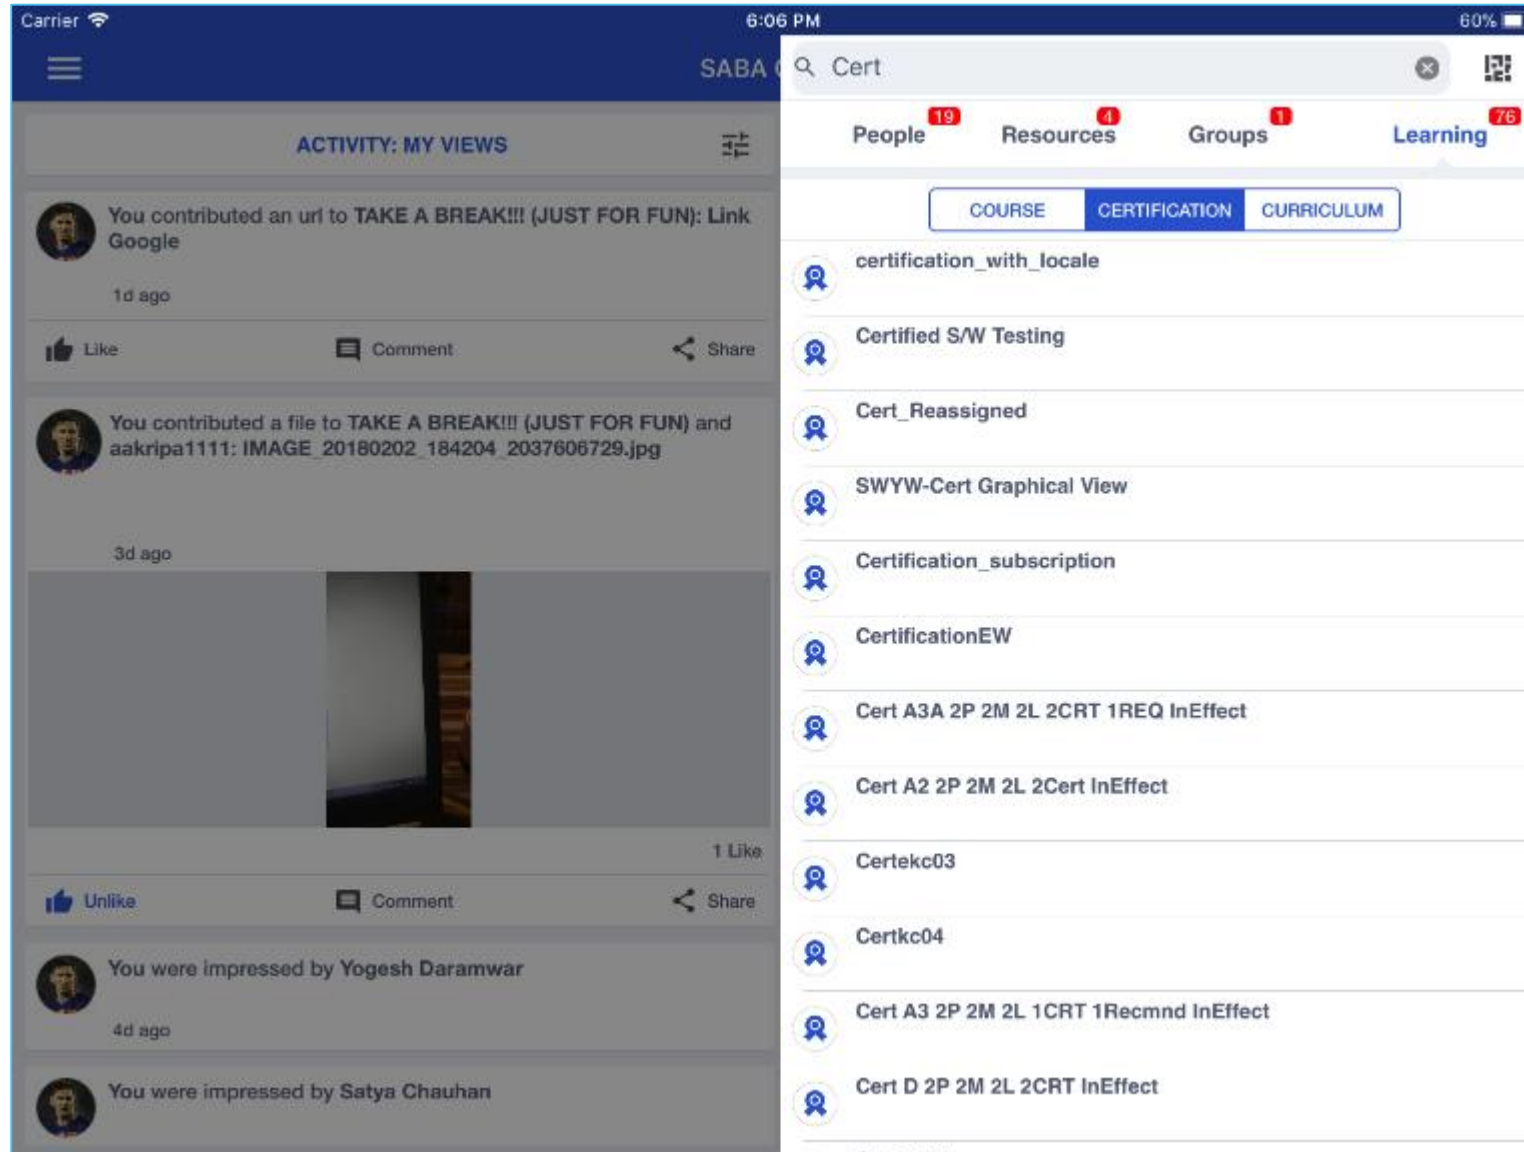 Carrier
6:06 PM
60%
SABA
ACTIVITY: MY VIEWS
You contributed an url to TAKE A BREAK!!! (JUST FOR FUN): Link
Google
1d ago
Like
Comment
Share
You contributed a file to TAKE A BREAK!!! (JUST FOR FUN) and
aakripa1111: IMAGE_20180202_184204_2037606729.jpg
3d ago
1 Like
Unlike
Comment
Share
You were impressed by Yogesh Daramwar
4d ago
You were impressed by Satya Chauhan
Cert
People 19
Resources 4
Groups 1
Learning 76
COURSE
CERTIFICATION
CURRICULUM
certification_with_locale
Certified S/W Testing
Cert_Reassigned
SWYW-Cert Graphical View
Certification_subscription
CertificationEW
Cert A3A 2P 2M 2L 2CRT 1REQ InEffect
Cert A2 2P 2M 2L 2Cert InEffect
Certekc03
Certkc04
Cert A3 2P 2M 2L 1CRT 1Recmnd InEffect
Cert D 2P 2M 2L 2CRT InEffect